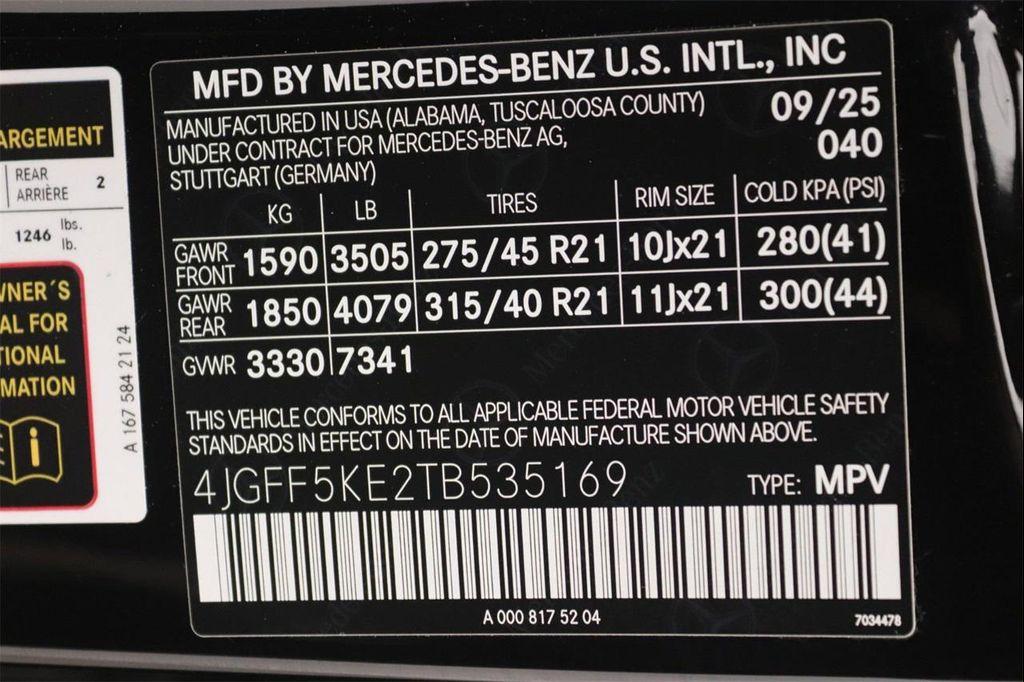 ARGEMENT
REAR
ARRIÈRE 2
1246 lbs.
lb.
WNER´S
AL FOR
TIONAL
MATION
A 167 584 21 24
MFD BY MERCEDES-BENZ U.S. INTL., INC
MANUFACTURED IN USA (ALABAMA, TUSCALOOSA COUNTY) 09/25
UNDER CONTRACT FOR MERCEDES-BENZ AG, 040
STUTTGART (GERMANY)
KG LB TIRES RIM SIZE COLD KPA (PSI)
GAWR FRONT 1590 3505 275/45 R21 10Jx21 280(41)
GAWR REAR 1850 4079 315/40 R21 11Jx21 300(44)
GVWR 3330 7341
THIS VEHICLE CONFORMS TO ALL APPLICABLE FEDERAL MOTOR VEHICLE SAFETY
STANDARDS IN EFFECT ON THE DATE OF MANUFACTURE SHOWN ABOVE.
4JGFF5KE2TB535169 TYPE: MPV
A 000 817 52 04 7034478